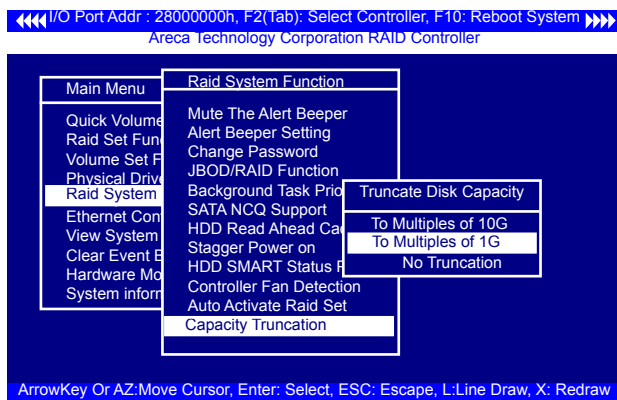 I/O Port Addr : 28000000h, F2(Tab): Select Controller, F10: Reboot System
Areca Technology Corporation RAID Controller
Main Menu
Quick Volume
Raid Set Fun
Volume Set F
Physical Driv
Raid System
Ethernet Con
View System
Clear Event B
Hardware Mo
System inform
Raid System Function
Mute The Alert Beeper
Alert Beeper Setting
Change Password
JBOD/RAID Function
Background Task Prio
SATA NCQ Support
HDD Read Ahead Ca
Stagger Power on
HDD SMART Status P
Controller Fan Detection
Auto Activate Raid Set
Capacity Truncation
Truncate Disk Capacity
To Multiples of 10G
To Multiples of 1G
No Truncation
ArrowKey Or AZ:Move Cursor, Enter: Select, ESC: Escape, L:Line Draw, X: Redraw